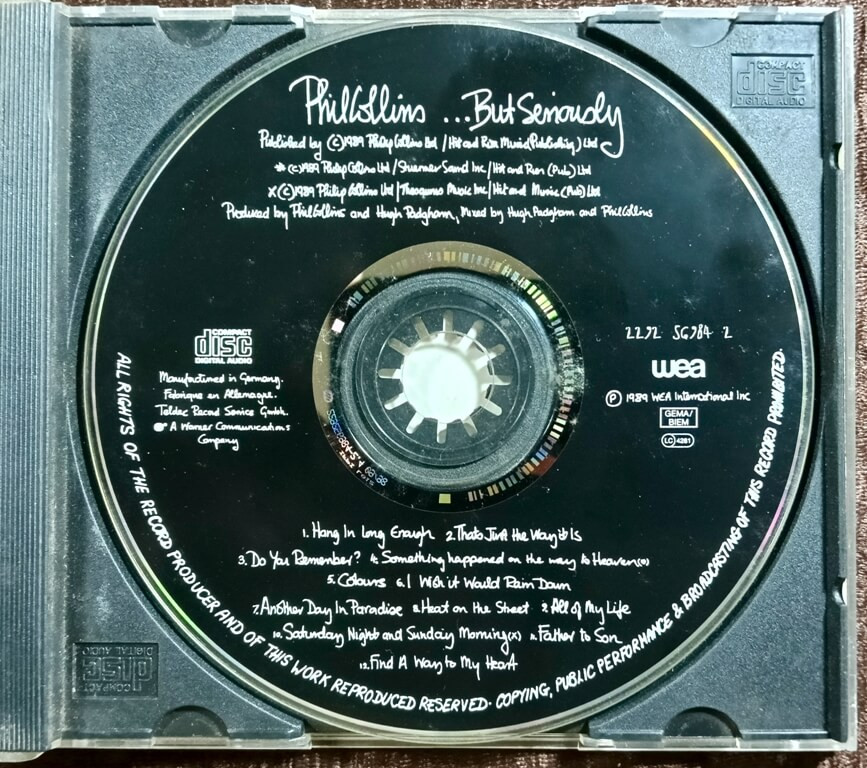 Phil Collins ...But Seriously
Published by (C)1989 Philip Collins Ltd / Hit and Run Music (Publishing) Ltd
* (C)1989 Philip Collins Ltd / Stuermer Sound Inc / Hit and Run (Pub) Ltd
X (C)1989 Philip Collins Ltd / Music Inc / Hit and Music (Pub) Ltd
Produced by Phil Collins and Hugh Padgham, Mixed by Hugh Padgham and Phil Collins
COMPACT
disc
DIGITAL AUDIO
Manufactured in Germany.
Fabriqué en Allemagne.
Teldec Record Service GmbH.
A Warner Communications
Company
2292 56984 2
wea
℗ 1989 WEA International Inc
GEMA/
BIEM
LC 4281
1. Hang In Long Enough 2. Thats Just the Way it Is
3. Do You Remember? 4. Something happened on the way to Heaven(*)
5. Colours 6. I Wish it Would Rain Down
7. Another Day In Paradise 8. Heat on the Street 9. All of My Life
10. Saturday Night and Sunday Morning(x) 11. Father to Son
12. Find A Way to My Heart
ALL RIGHTS OF THE RECORD PRODUCER AND OF THIS WORK REPRODUCED RESERVED. COPYING, PUBLIC PERFORMANCE & BROADCASTING OF THIS RECORD PROHIBITED.
COMPACT
disc
DIGITAL AUDIO
COMPACT
disc
DIGITAL AUDIO